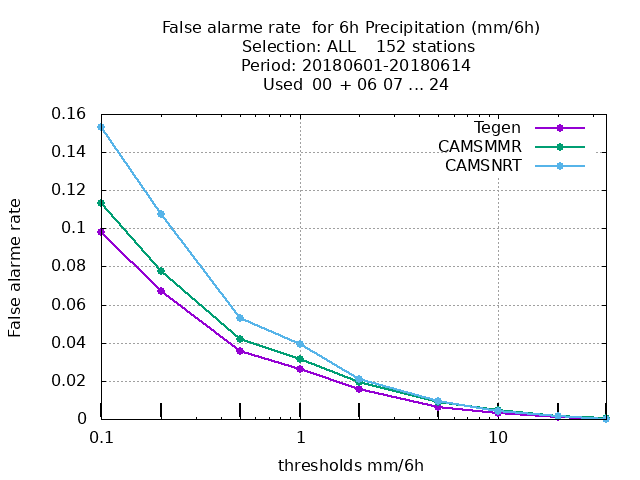 False alarme rate  for 6h Precipitation (mm/6h)
Selection: ALL    152 stations
Period: 20180601-20180614
Used  00  + 06 07 ... 24
0.16
0.14
0.12
0.1
0.08
0.06
0.04
0.02
0
False alarme rate
Tegen
CAMSMMR
CAMSNRT
0.1
1
10
thresholds mm/6h